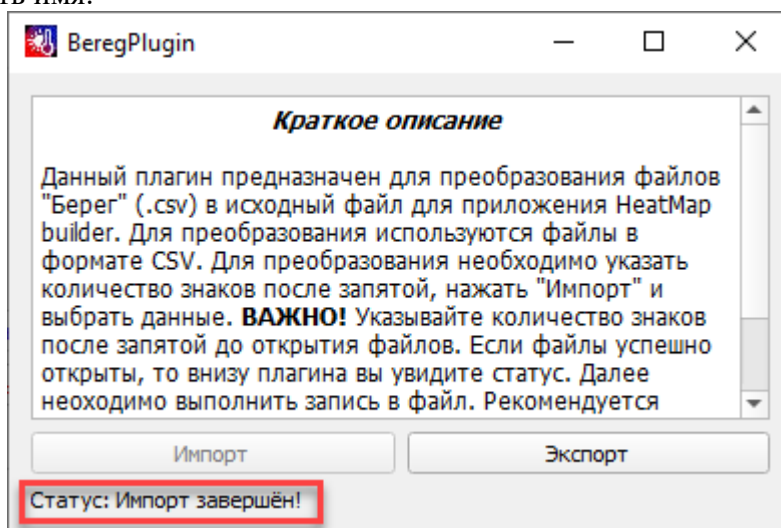 ть имя.
BeregPlugin
Краткое описание
Данный плагин предназначен для преобразования файлов
"Берег" (.csv) в исходный файл для приложения HeatMap
builder. Для преобразования используются файлы в
формате CSV. Для преобразования необходимо указать
количество знаков после запятой, нажать "Импорт" и
выбрать данные. ВАЖНО! Указывайте количество знаков
после запятой до открытия файлов. Если файлы успешно
открыты, то внизу плагина вы увидите статус. Далее
неоходимо выполнить запись в файл. Рекомендуется
Импорт
Экспорт
Статус: Импорт завершён!